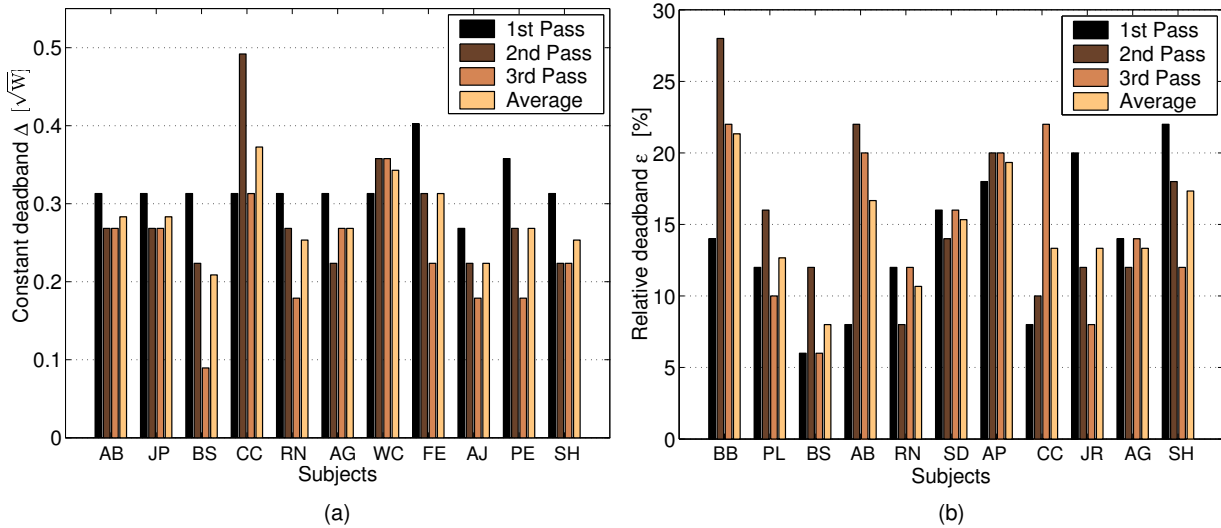 Constant deadband Δ [√W]
0.5
0.4
0.3
0.2
0.1
0
1st Pass
2nd Pass
3rd Pass
Average
AB JP BS CC RN AG WC FE AJ PE SH
Subjects
(a)
Relative deadband ε [%]
30
25
20
15
10
5
0
1st Pass
2nd Pass
3rd Pass
Average
BB PL BS AB RN SD AP CC JR AG SH
Subjects
(b)